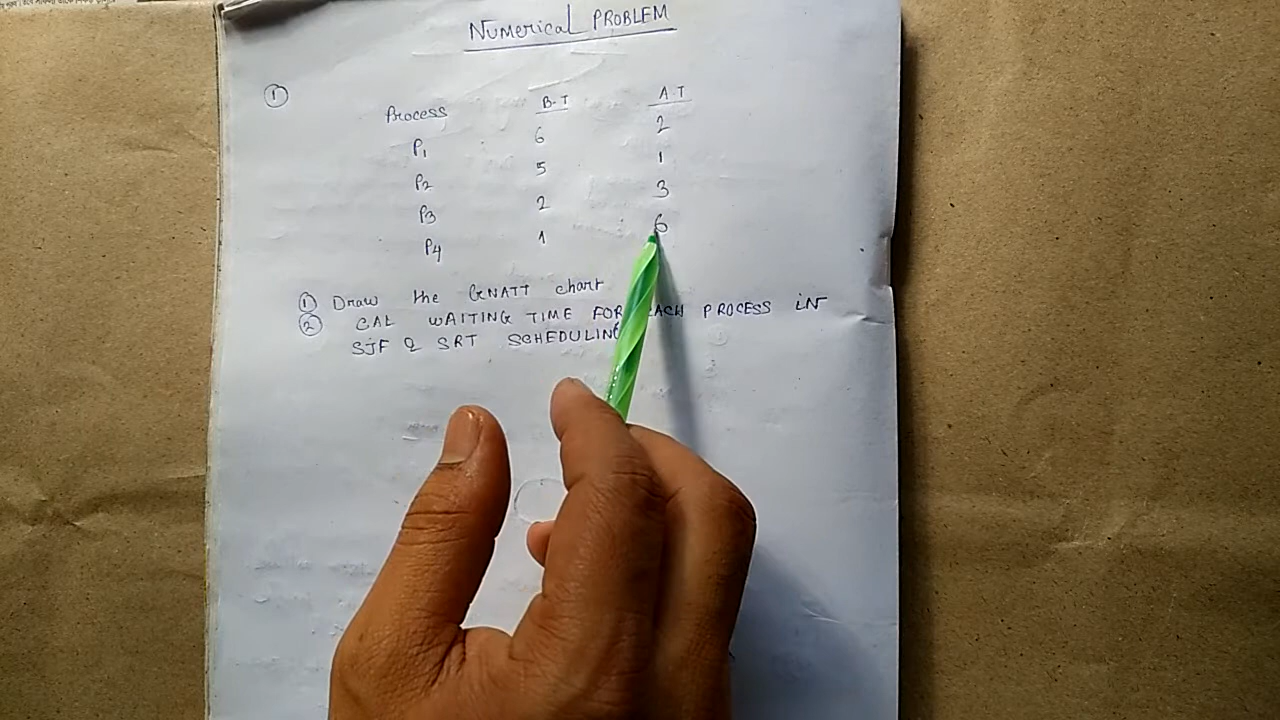 Numerical PROBLEM
①
Process B.T A.T
P1 6 2
P2 5 1
P3 2 3
P4 1 6
① Draw the GNATT chart
② CAL WAITING TIME FOR EACH PROCESS IN
SJF & SRT SCHEDULING